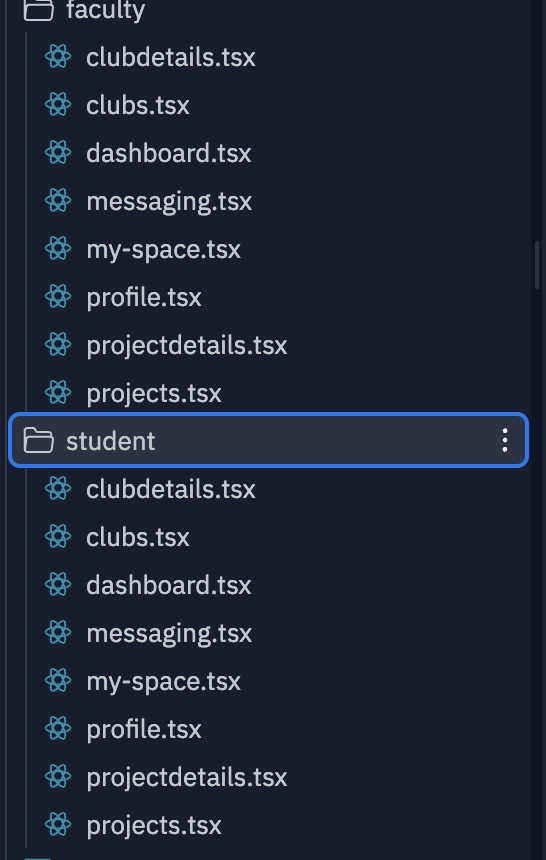 faculty
clubdetails.tsx
clubs.tsx
dashboard.tsx
messaging.tsx
my-space.tsx
profile.tsx
projectdetails.tsx
projects.tsx
student
clubdetails.tsx
clubs.tsx
dashboard.tsx
messaging.tsx
my-space.tsx
profile.tsx
projectdetails.tsx
projects.tsx